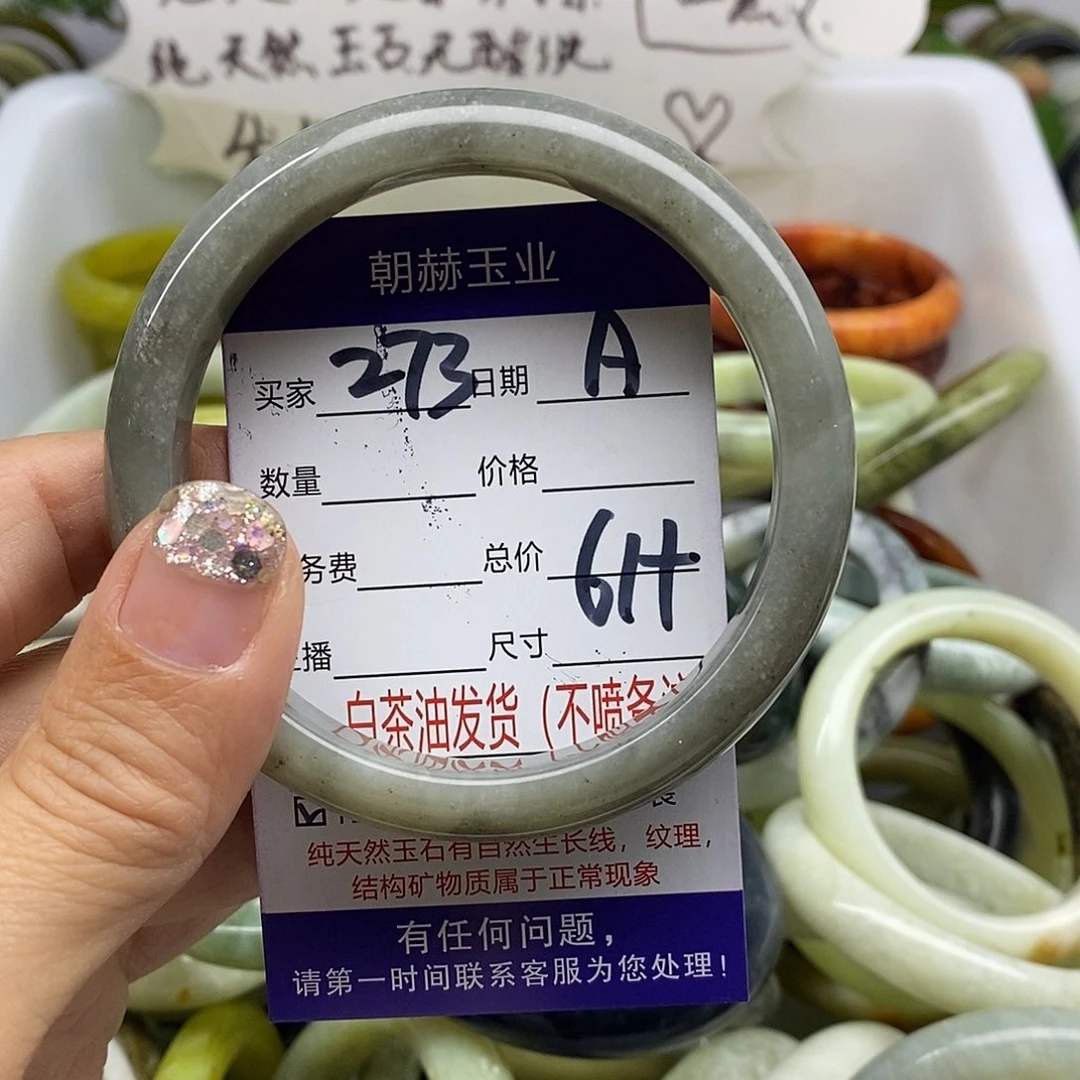 纯天然玉石无酸洗
朝赫玉业
买家 273 日期 A
数量 价格
务费 总价 6H
播 尺寸
白茶油发货（不喷备注
纯天然玉石有自然生长线，纹理，
结构矿物质属于正常现象
有任何问题，
请第一时间联系客服为您处理！